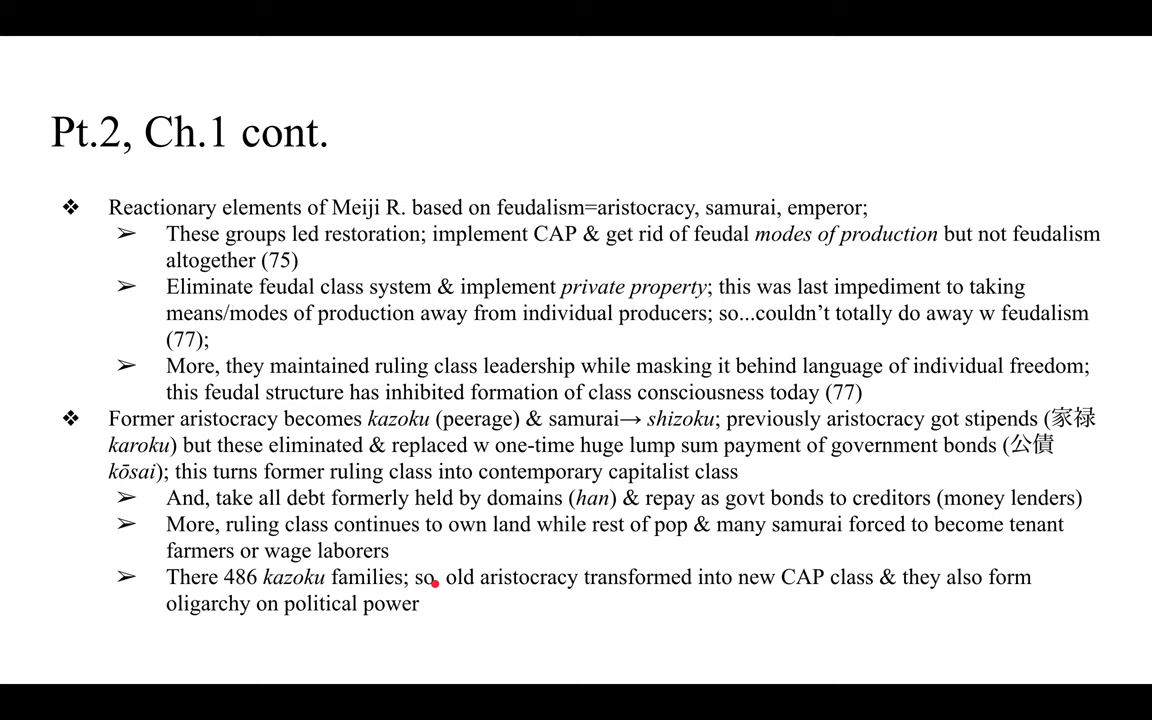 Pt.2, Ch.1 cont.
❖ Reactionary elements of Meiji R. based on feudalism=aristocracy, samurai, emperor;
➢ These groups led restoration; implement CAP & get rid of feudal modes of production but not feudalism
altogether (75)
➢ Eliminate feudal class system & implement private property; this was last impediment to taking
means/modes of production away from individual producers; so...couldn’t totally do away w feudalism
(77);
➢ More, they maintained ruling class leadership while masking it behind language of individual freedom;
this feudal structure has inhibited formation of class consciousness today (77)
❖ Former aristocracy becomes kazoku (peerage) & samurai→ shizoku; previously aristocracy got stipends (家禄
karoku) but these eliminated & replaced w one-time huge lump sum payment of government bonds (公債
kōsai); this turns former ruling class into contemporary capitalist class
➢ And, take all debt formerly held by domains (han) & repay as govt bonds to creditors (money lenders)
➢ More, ruling class continues to own land while rest of pop & many samurai forced to become tenant
farmers or wage laborers
➢ There 486 kazoku families; so, old aristocracy transformed into new CAP class & they also form
oligarchy on political power